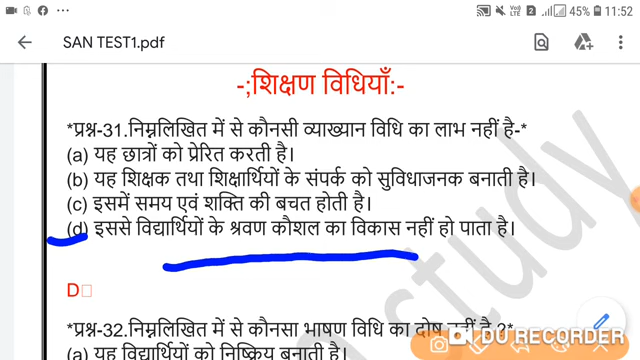 45% 11:52
SAN TEST1.pdf
-;शिक्षण विधियाँ:-
*प्रश्न-31.निम्नलिखित में से कौनसी व्याख्यान विधि का लाभ नहीं है-*
(a) यह छात्रों को प्रेरित करती है।
(b) यह शिक्षक तथा शिक्षार्थियों के संपर्क को सुविधाजनक बनाती है।
(c) इसमें समय एवं शक्ति की बचत होती है।
(d) इससे विद्यार्थियों के श्रवण कौशल का विकास नहीं हो पाता है।
D
study
*प्रश्न-32.निम्नलिखित में से कौनसा भाषण विधि का दोष नहीं है ?*
DU RECORDER
(a) यह विद्यार्थियों को निष्क्रिय बनाती है।